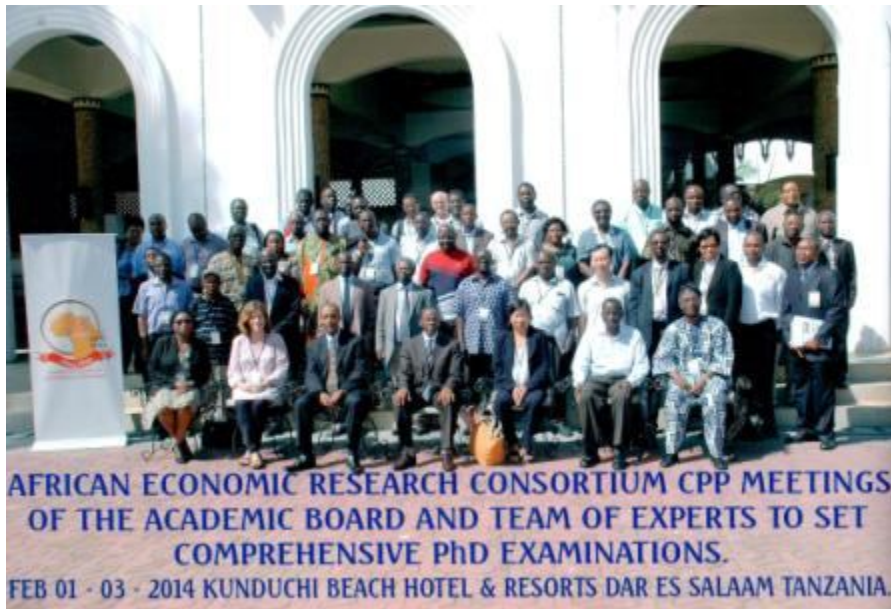 AFRICAN ECONOMIC RESEARCH CONSORTIUM CPP MEETINGS
OF THE ACADEMIC BOARD AND TEAM OF EXPERTS TO SET
COMPREHENSIVE PhD EXAMINATIONS.
FEB 01 - 03 - 2014 KUNDUCHI BEACH HOTEL & RESORTS DAR ES SALAAM TANZANIA